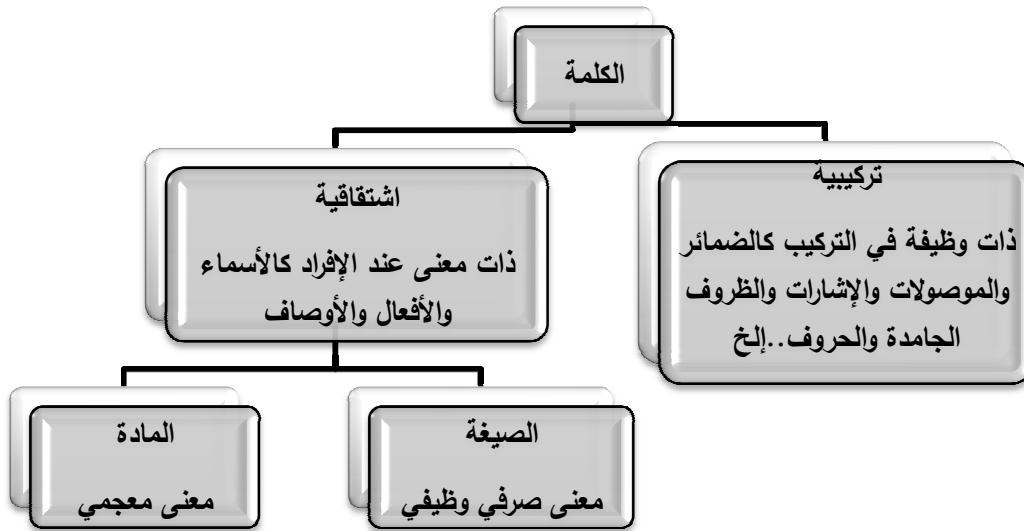 الكلمة
تركيبية
ذات وظيفة في التركيب كالضمائر
والموصولات والإشارات والظروف
الجامدة والحروف..إلخ
اشتقاقية
ذات معنى عند الإفراد كالأسماء
والأفعال والأوصاف
الصيغة
معنى صرفي وظيفي
المادة
معنى معجمي